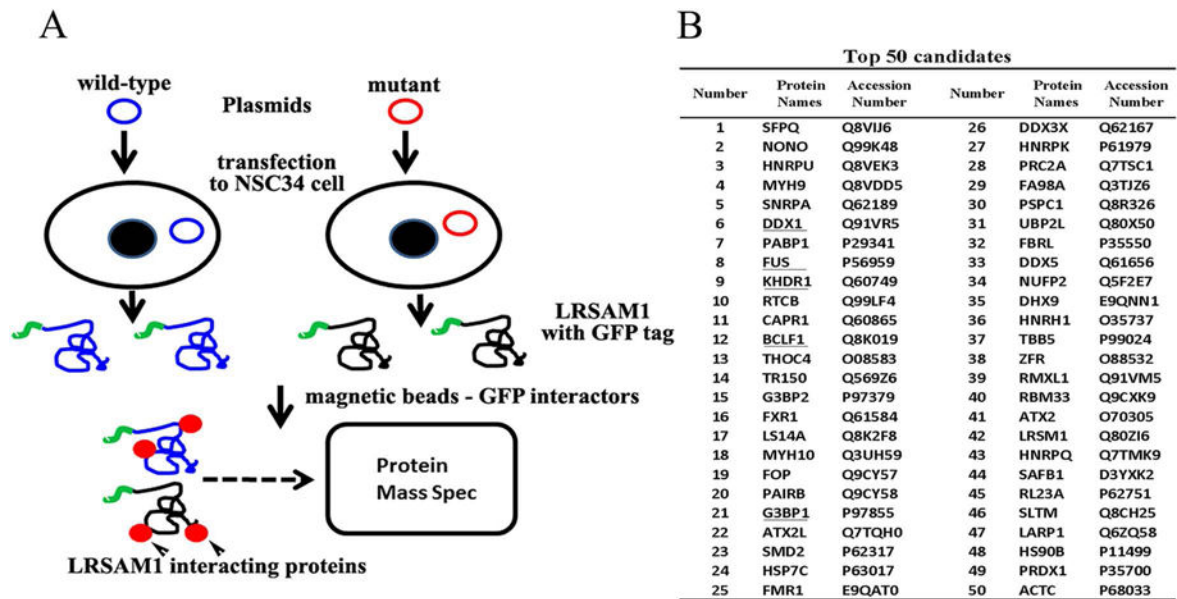 A
wild-type
Plasmids
mutant
transfection
to NSC34 cell
LRSAM1
with GFP tag
magnetic beads - GFP interactors
Protein
Mass Spec
LRSAM1 interacting proteins
B
Top 50 candidates
Number Protein Names Accession Number Number Protein Names Accession Number
1 SFPQ Q8VIJ6 26 DDX3X Q62167
2 NONO Q99K48 27 HNRPK P61979
3 HNRPU Q8VEK3 28 PRC2A Q7TSC1
4 MYH9 Q8VDD5 29 FA98A Q3TJZ6
5 SNRPA Q62189 30 PSPC1 Q8R326
6 DDX1 Q91VR5 31 UBP2L Q80X50
7 PABP1 P29341 32 FBRL P35550
8 FUS P56959 33 DDX5 Q61656
9 KHDR1 Q60749 34 NUFP2 Q5F2E7
10 RTCB Q99LF4 35 DHX9 E9QNN1
11 CAPR1 Q60865 36 HNRH1 O35737
12 BCLF1 Q8K019 37 TBB5 P99024
13 THOC4 O08583 38 ZFR O88532
14 TR150 Q569Z6 39 RMXL1 Q91VM5
15 G3BP2 P97379 40 RBM33 Q9CXK9
16 FXR1 Q61584 41 ATX2 O70305
17 LS14A Q8K2F8 42 LRSM1 Q80ZI6
18 MYH10 Q3UH59 43 HNRPQ Q7TMK9
19 FOP Q9CY57 44 SAFB1 D3YXK2
20 PAIRB Q9CY58 45 RL23A P62751
21 G3BP1 P97855 46 SLTM Q8CH25
22 ATX2L Q7TQH0 47 LARP1 Q6ZQ58
23 SMD2 P62317 48 HS90B P11499
24 HSP7C P63017 49 PRDX1 P35700
25 FMR1 E9QAT0 50 ACTC P68033